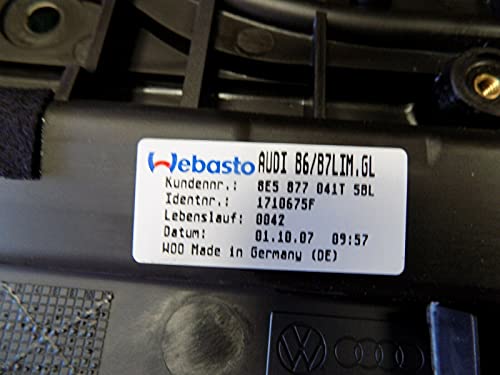 Webasto AUDI B6/B7LIM.GL
Kundennr.: 8E5 877 041T 5BL
Identnr.: 1710675F
Lebenslauf: 0042
Datum: 01.10.07 09:57
WOO Made in Germany (DE)